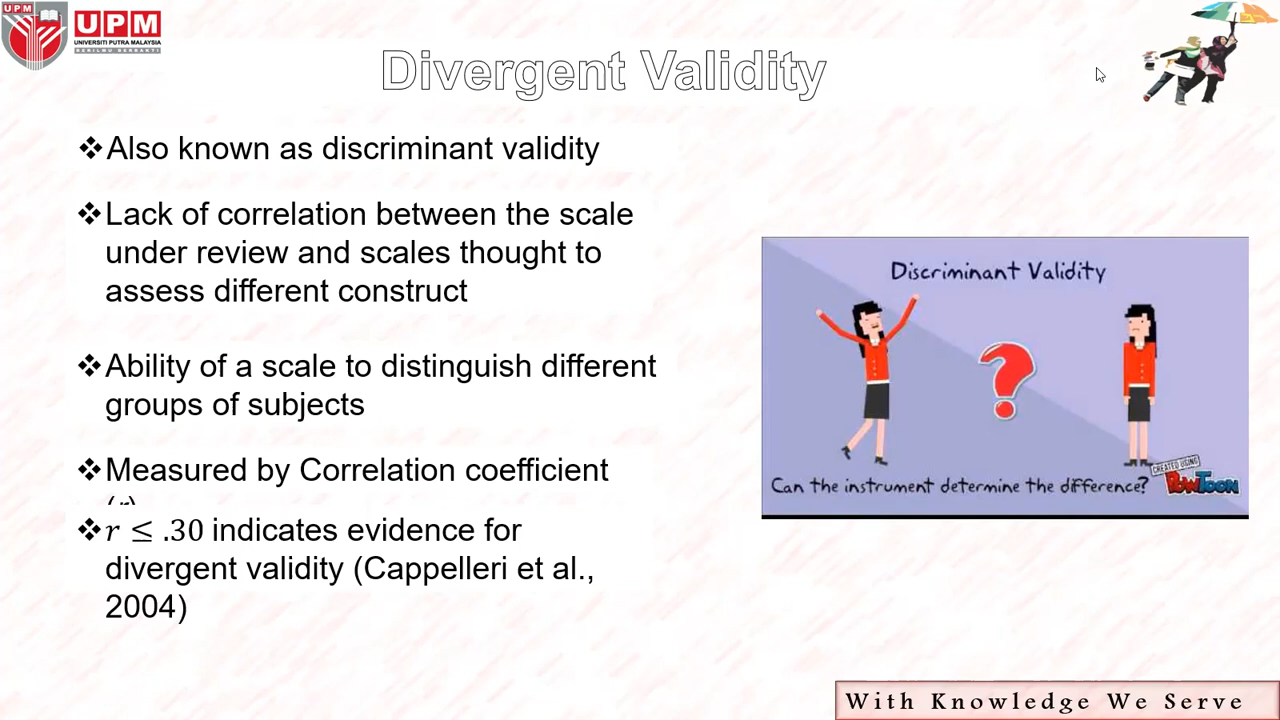 UPM
UPM
UNIVERSITI PUTRA MALAYSIA
BERILMU BERBAKTI
Divergent Validity
❖Also known as discriminant validity
❖Lack of correlation between the scale
under review and scales thought to
assess different construct
❖Ability of a scale to distinguish different
groups of subjects
❖Measured by Correlation coefficient
(r)
❖r ≤ .30 indicates evidence for
divergent validity (Cappelleri et al.,
2004)
Discriminant Validity
?
Can the instrument determine the difference?
CREATED USING
POWTOON
With Knowledge We Serve